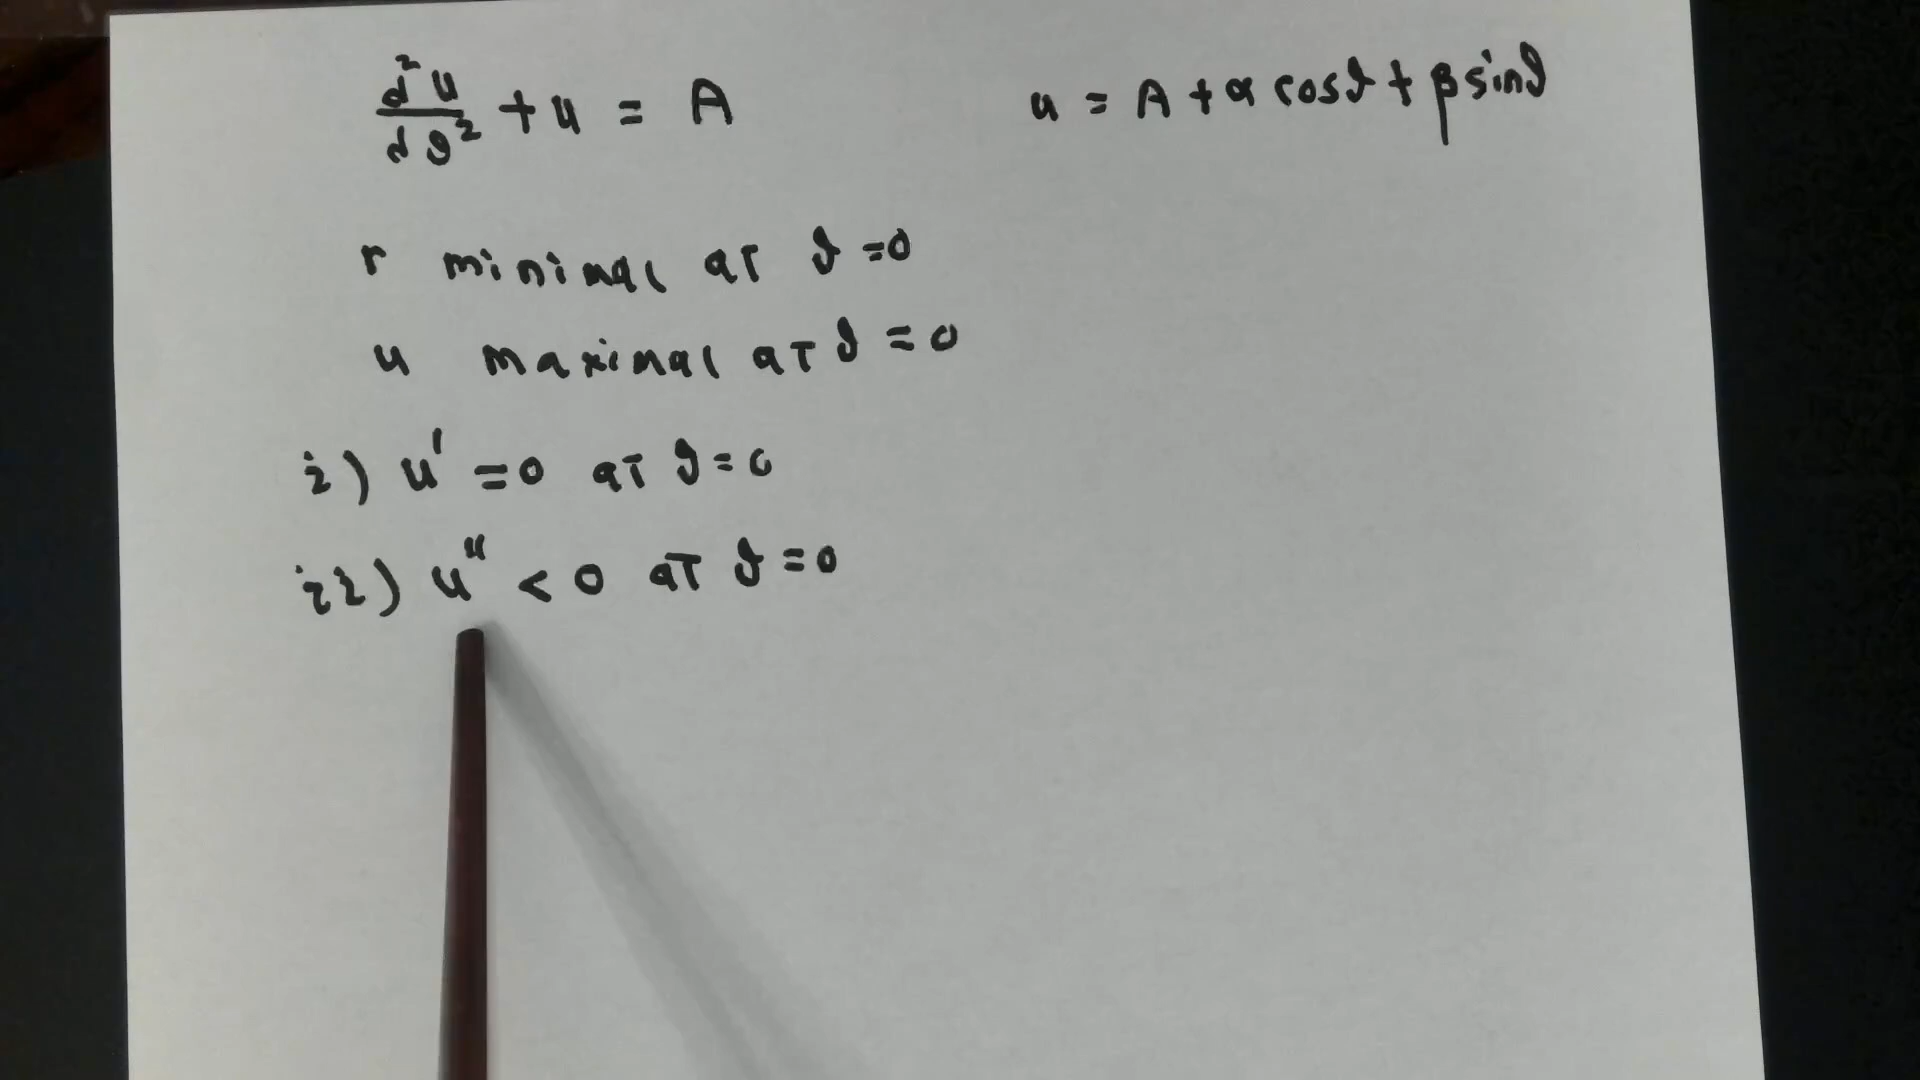 d²u/dϑ² + u = A
u = A + α cosϑ + β sinϑ
r minimal at ϑ = 0
u maximal at ϑ = 0
i) u' = 0 at ϑ = 0
ii) u'' < 0 at ϑ = 0